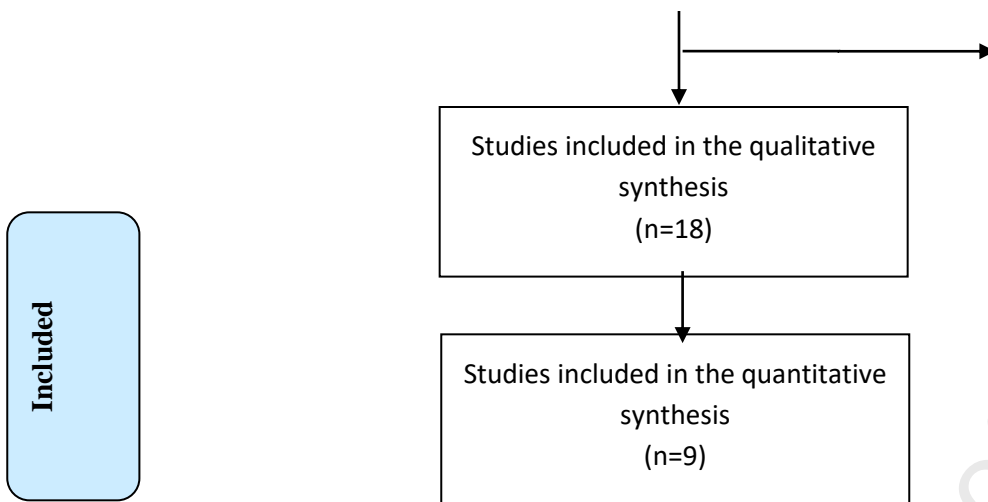 Studies included in the qualitative
synthesis
(n=18)
Included
Studies included in the quantitative
synthesis
(n=9)